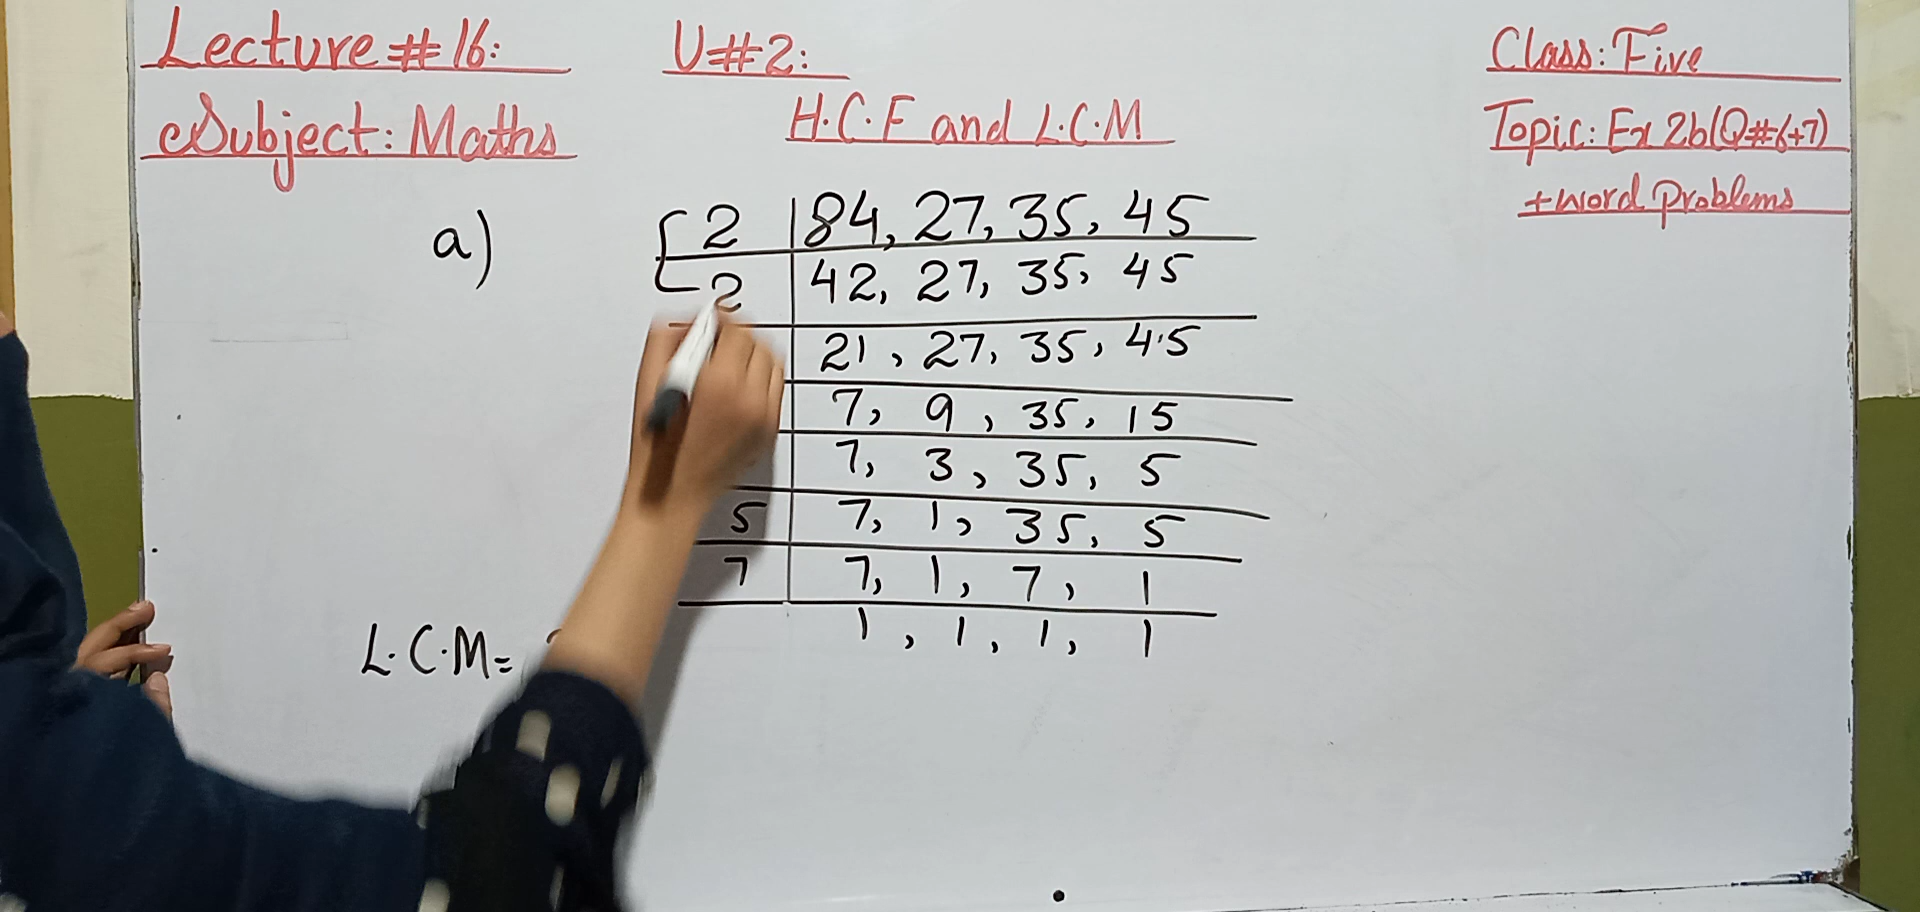 Lecture # 16:
U#2:
Class: Five
Subject: Maths
H.C.F and L.C.M
Topic: Ex 2b(Q#6+7)
+word Problems
a)
2 | 84, 27, 35, 45
2 | 42, 27, 35, 45
21, 27, 35, 45
7, 9, 35, 15
7, 3, 35, 5
5 | 7, 1, 35, 5
7 | 7, 1, 7, 1
1, 1, 1, 1
L.C.M=